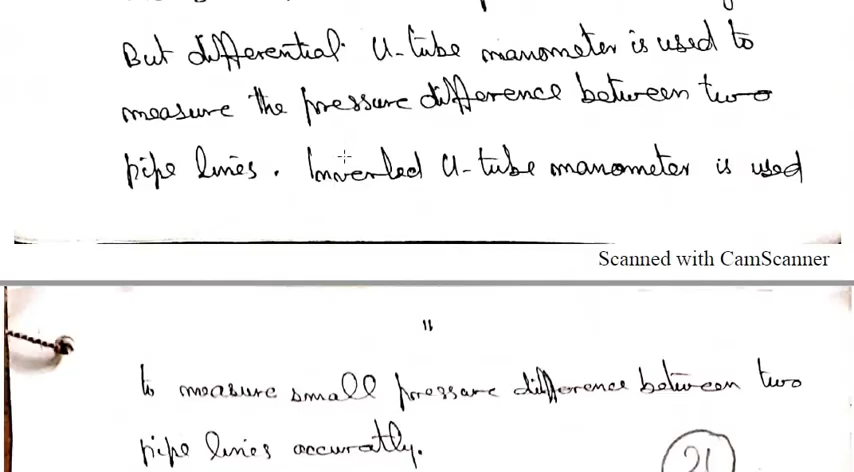 But differential U-tube manometer is used to
measure the pressure difference between two
pipe lines. Inverted U-tube manometer is used
Scanned with CamScanner
11
to measure small pressure difference between two
pipe lines accuratly.
21